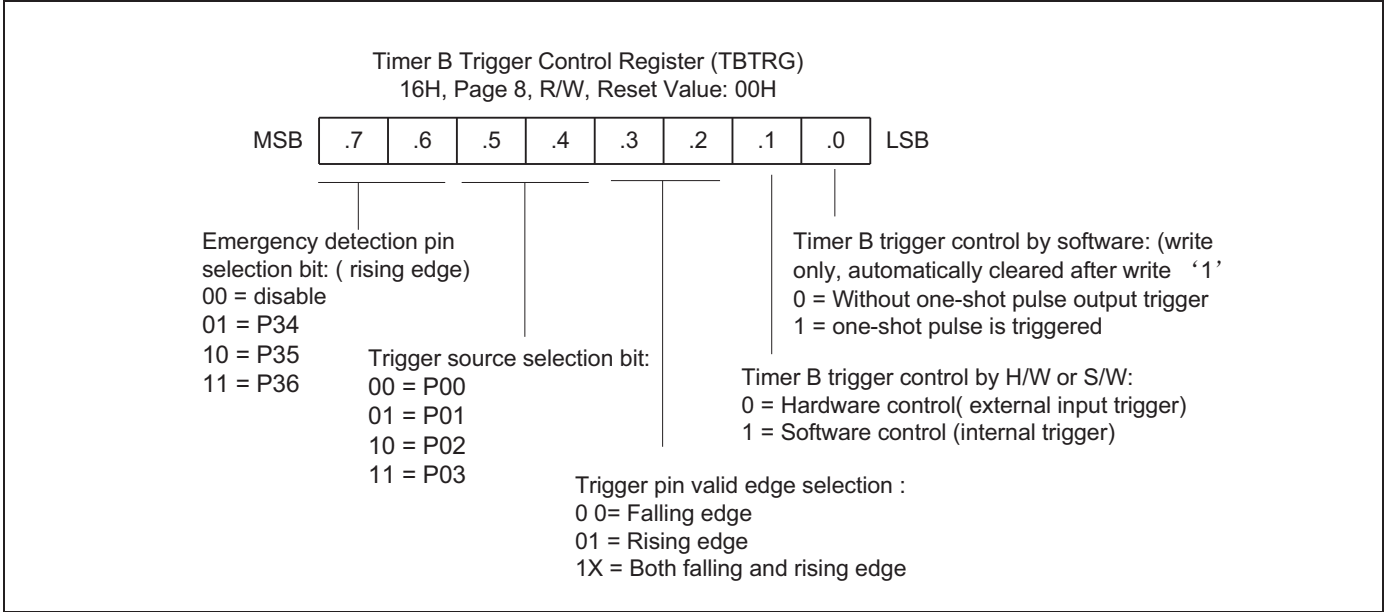 Timer B Trigger Control Register (TBTRG)
16H, Page 8, R/W, Reset Value: 00H
MSB .7 .6 .5 .4 .3 .2 .1 .0 LSB
Emergency detection pin
selection bit: ( rising edge)
00 = disable
01 = P34
10 = P35
11 = P36
Trigger source selection bit:
00 = P00
01 = P01
10 = P02
11 = P03
Trigger pin valid edge selection :
0 0= Falling edge
01 = Rising edge
1X = Both falling and rising edge
Timer B trigger control by H/W or S/W:
0 = Hardware control( external input trigger)
1 = Software control (internal trigger)
Timer B trigger control by software: (write
only, automatically cleared after write ‘1’
0 = Without one-shot pulse output trigger
1 = one-shot pulse is triggered